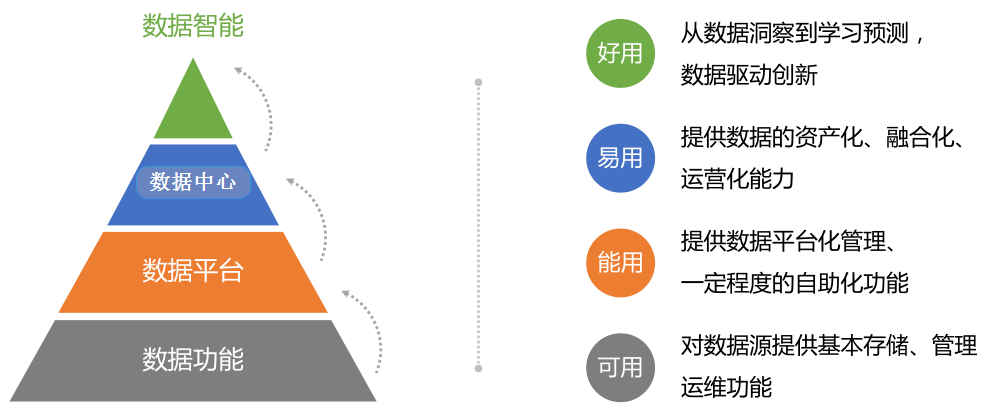 数据智能
数据中心
数据平台
数据功能
好用
从数据洞察到学习预测，
数据驱动创新
易用
提供数据的资产化、融合化、
运营化能力
能用
提供数据平台化管理、
一定程度的自助化功能
可用
对数据源提供基本存储、管理
运维功能